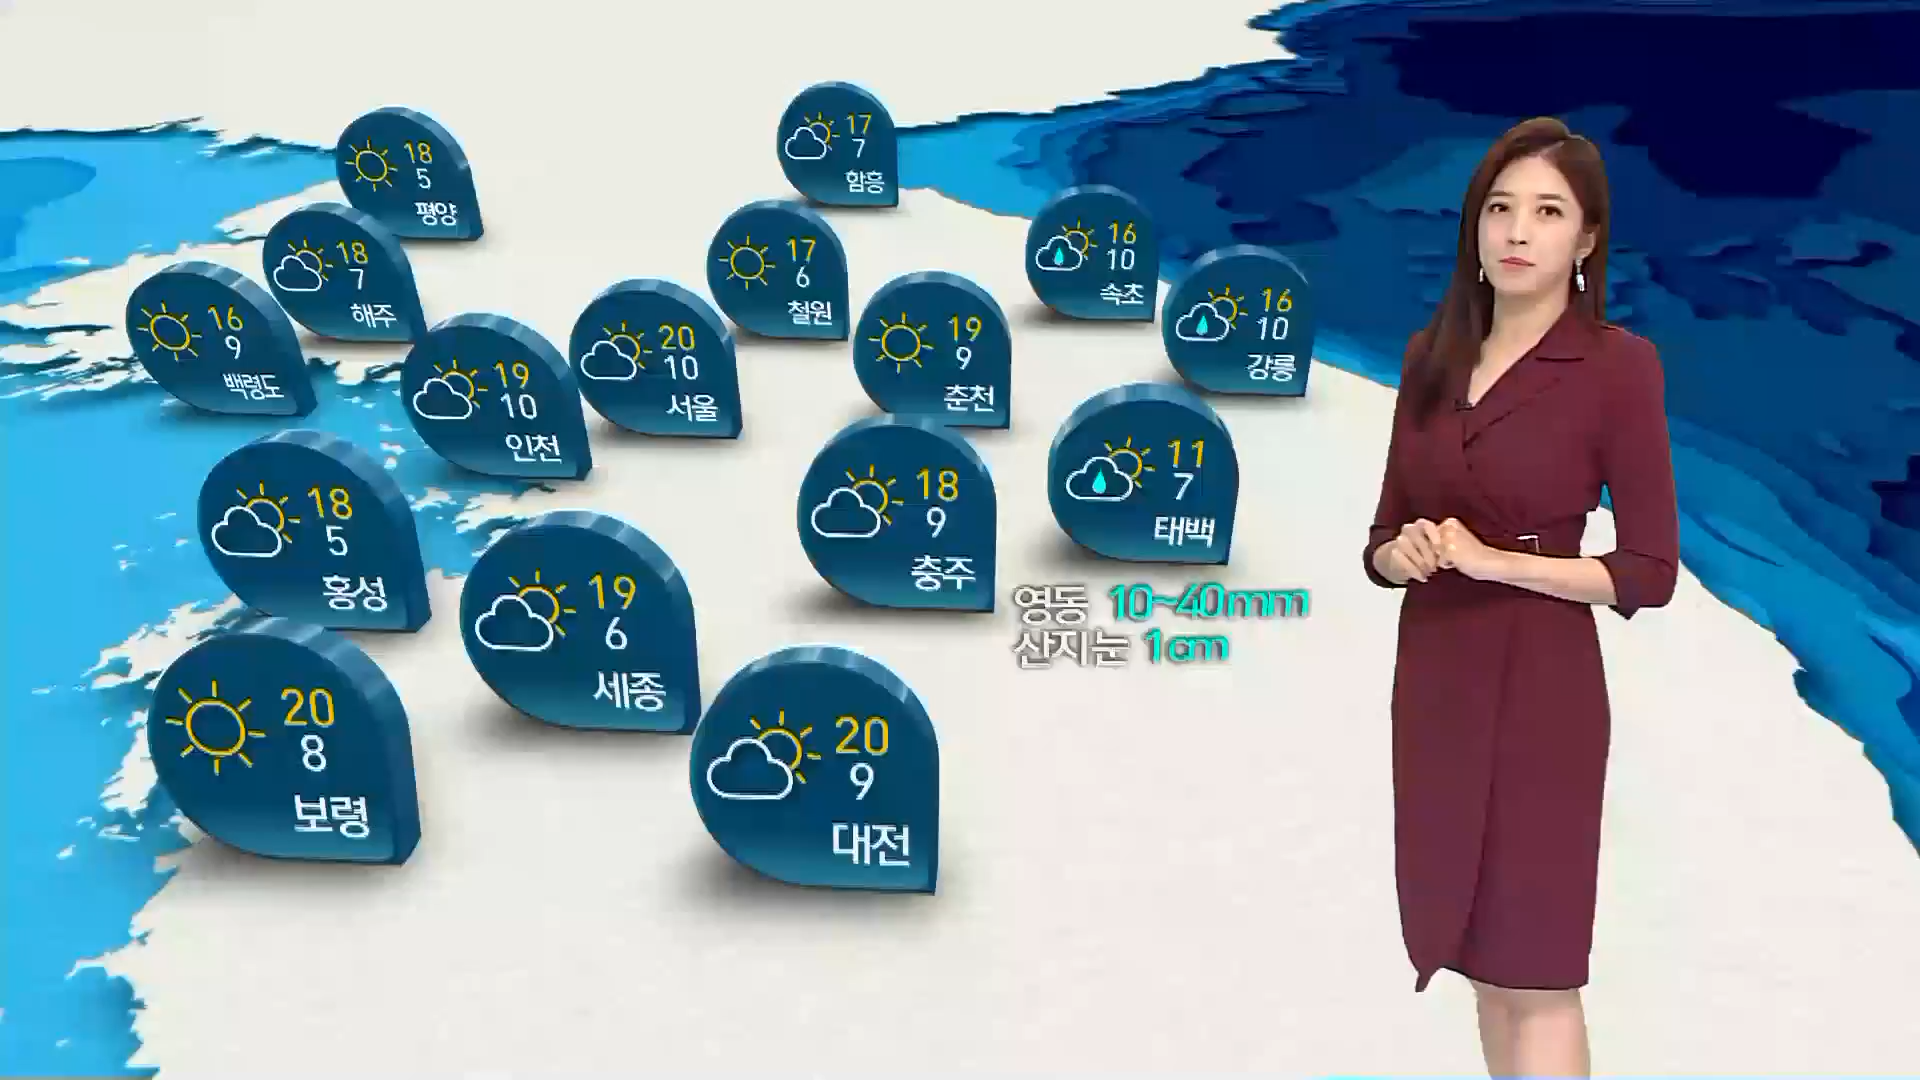 17
7
함흥
18
5
평양
16
10
속초
18
7
해주
17
6
철원
16
10
강릉
16
9
백령도
20
10
서울
19
9
춘천
19
10
인천
11
7
태백
18
9
충주
18
5
홍성
영동 10~40mm
산지 눈 1cm
19
6
세종
20
8
보령
20
9
대전